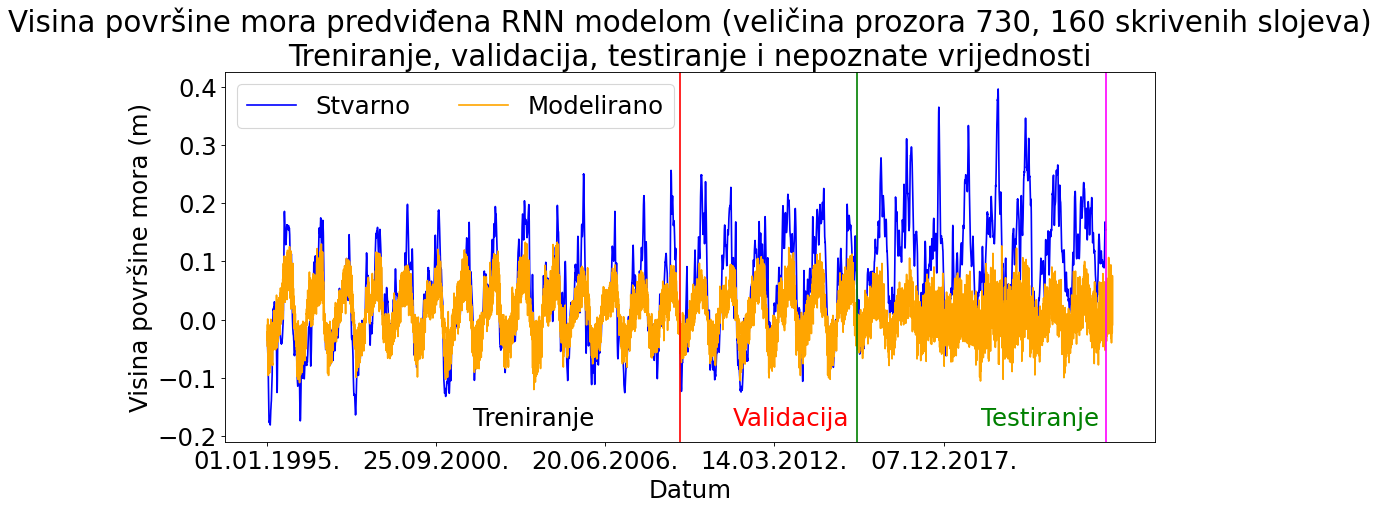 Visina površine mora predviđena RNN modelom (veličina prozora 730, 160 skrivenih slojeva)
Treniranje, validacija, testiranje i nepoznate vrijednosti
Stvarno Modelirano
Visina površine mora (m)
0.4
0.3
0.2
0.1
0.0
−0.1
−0.2
Treniranje Validacija Testiranje
01.01.1995. 25.09.2000. 20.06.2006. 14.03.2012. 07.12.2017.
Datum